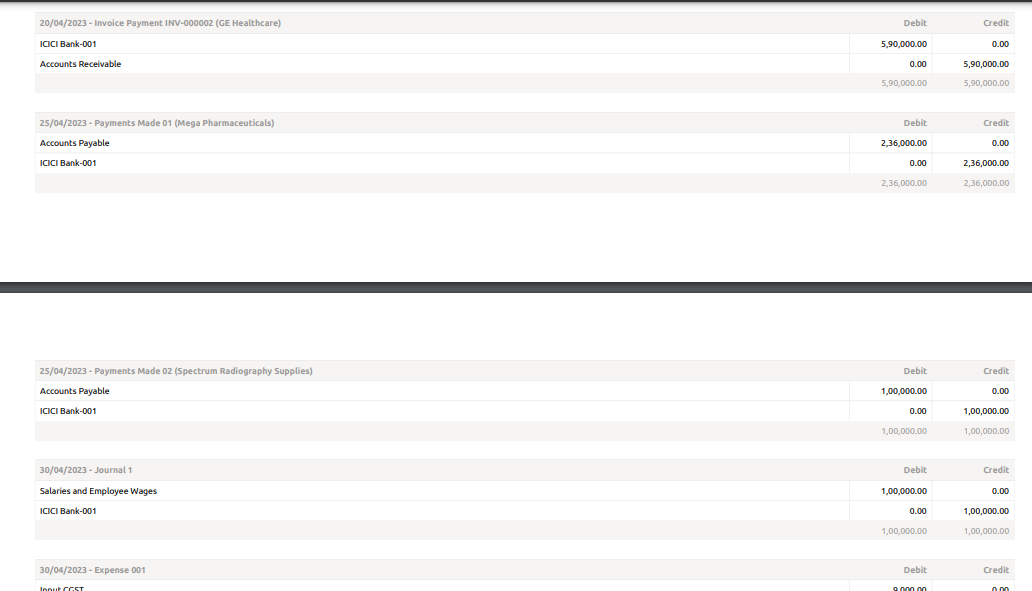 20/04/2023 - Invoice Payment INV-000002 (GE Healthcare) Debit Credit
ICICI Bank-001 5,90,000.00 0.00
Accounts Receivable 0.00 5,90,000.00
5,90,000.00 5,90,000.00
25/04/2023 - Payments Made 01 (Mega Pharmaceuticals) Debit Credit
Accounts Payable 2,36,000.00 0.00
ICICI Bank-001 0.00 2,36,000.00
2,36,000.00 2,36,000.00
25/04/2023 - Payments Made 02 (Spectrum Radiography Supplies) Debit Credit
Accounts Payable 1,00,000.00 0.00
ICICI Bank-001 0.00 1,00,000.00
1,00,000.00 1,00,000.00
30/04/2023 - Journal 1 Debit Credit
Salaries and Employee Wages 1,00,000.00 0.00
ICICI Bank-001 0.00 1,00,000.00
1,00,000.00 1,00,000.00
30/04/2023 - Expense 001 Debit Credit
Input CGST 9,000.00 0.00